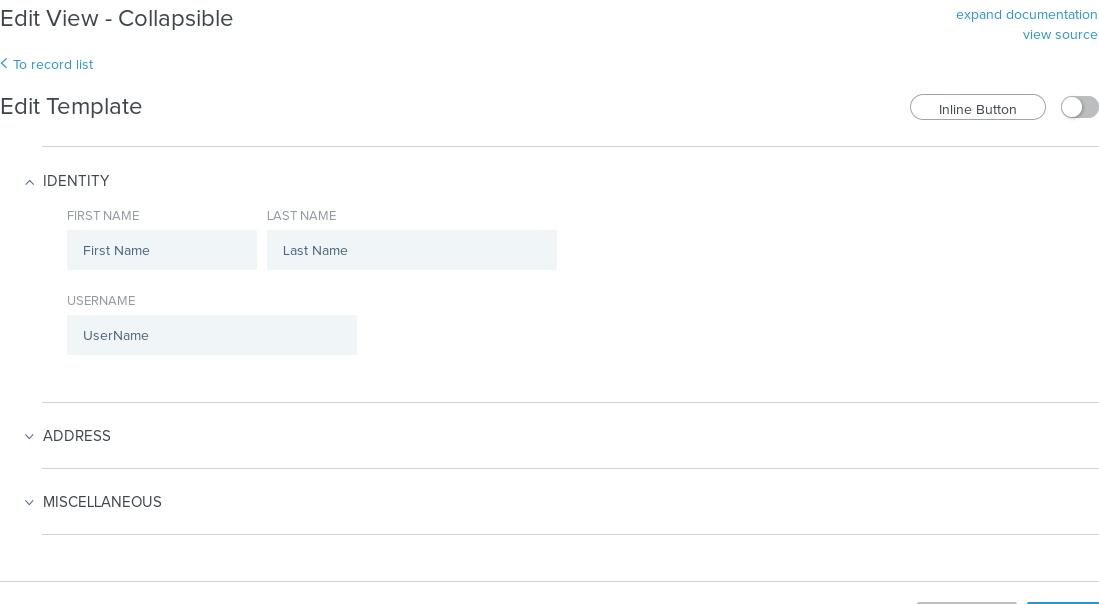 Edit View - Collapsible
expand documentation
view source
To record list
Edit Template
Inline Button
IDENTITY
FIRST NAME LAST NAME
First Name Last Name
USERNAME
UserName
ADDRESS
MISCELLANEOUS